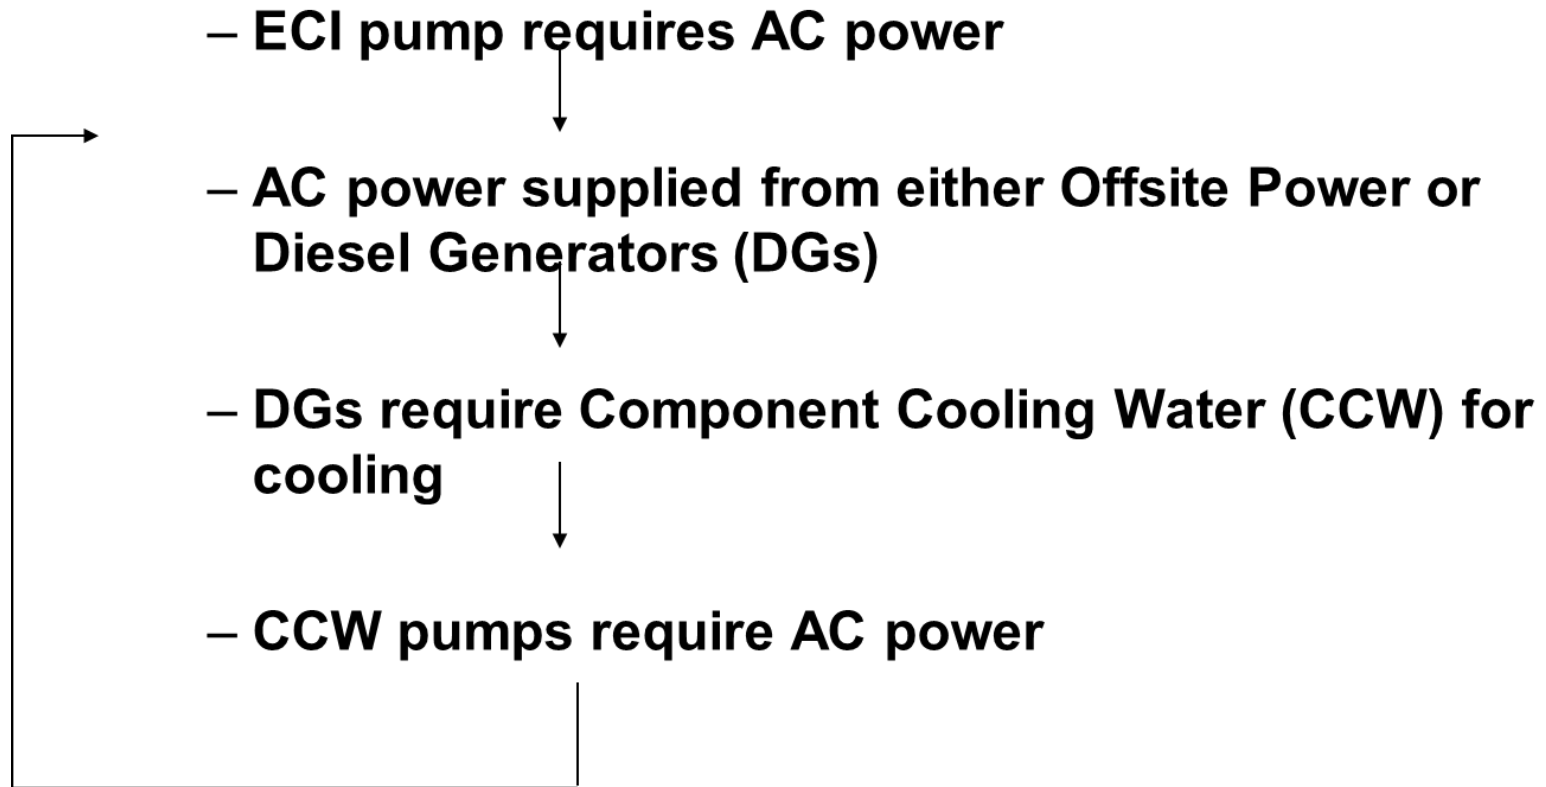 – ECI pump requires AC power
– AC power supplied from either Offsite Power or
Diesel Generators (DGs)
– DGs require Component Cooling Water (CCW) for
cooling
– CCW pumps require AC power